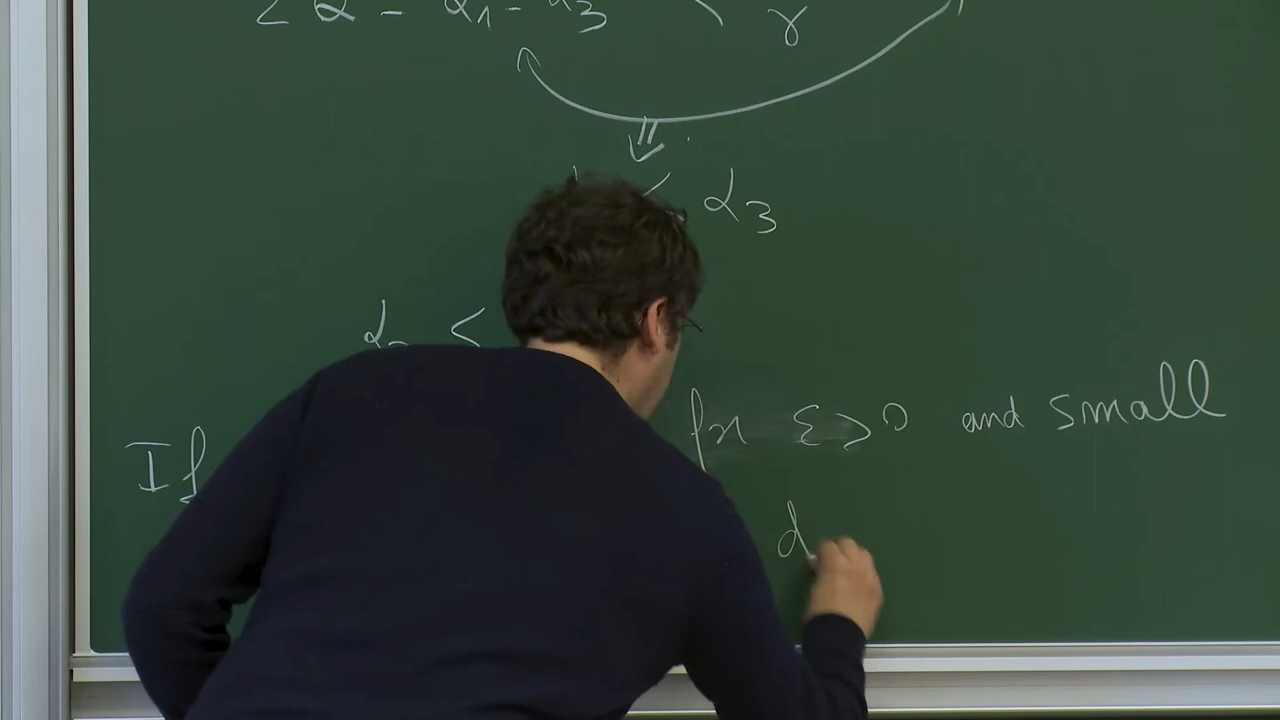 2α - α₁ - α₃ γ
⇓
< α₃
α₂ <
If for ε > 0 and small
α